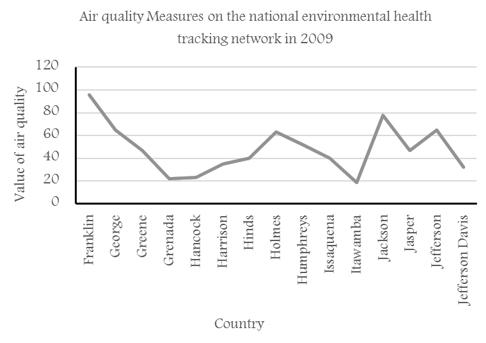 Air quality Measures on the national environmental health
tracking network in 2009
Value of air quality
120
100
80
60
40
20
0
Franklin
George
Greene
Grenada
Hancock
Harrison
Hinds
Holmes
Humphreys
Issaquena
Itawamba
Jackson
Jasper
Jefferson
Jefferson Davis
Country